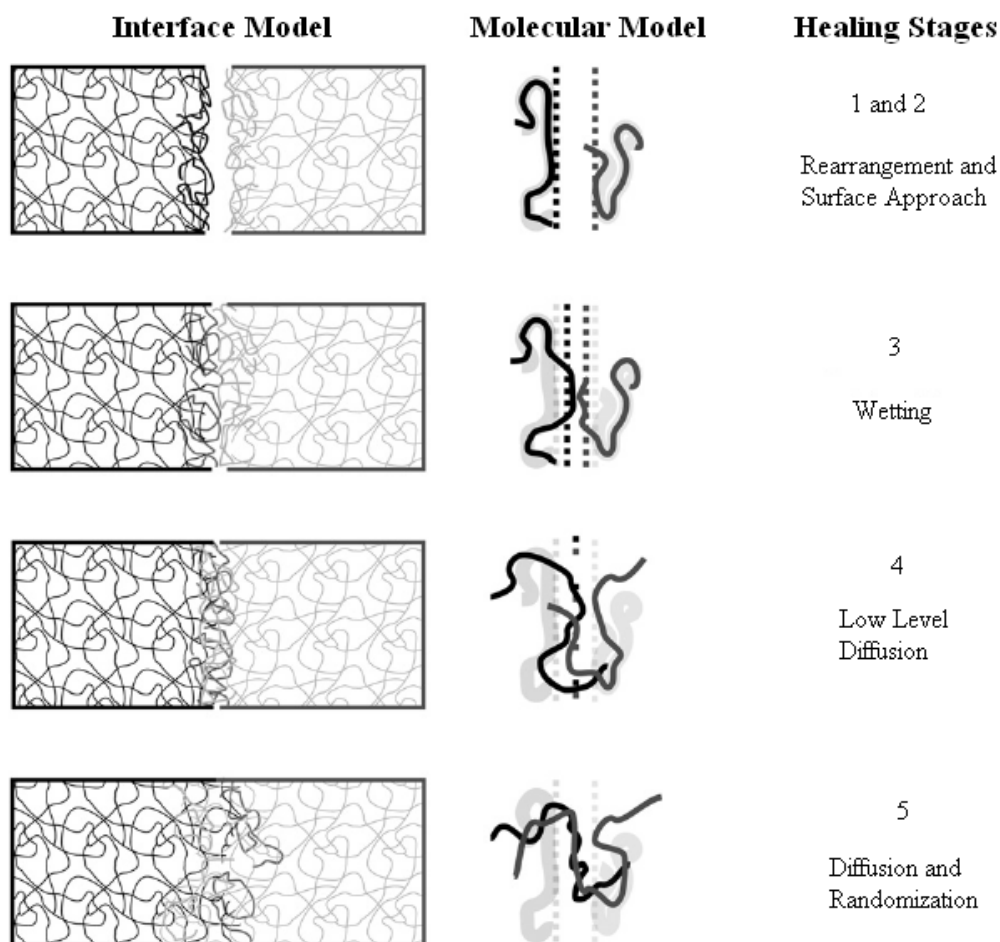 Interface Model
Molecular Model
Healing Stages
1 and 2
Rearrangement and
Surface Approach
3
Wetting
4
Low Level
Diffusion
5
Diffusion and
Randomization